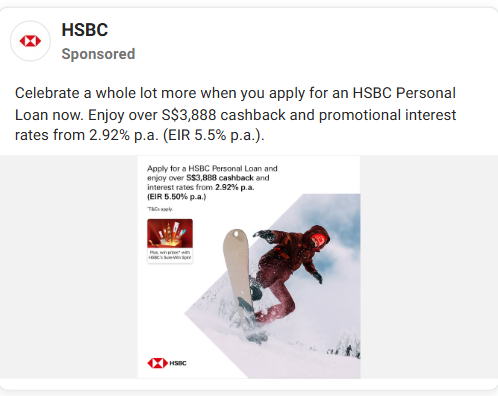 HSBC
Sponsored
Celebrate a whole lot more when you apply for an HSBC Personal
Loan now. Enjoy over S$3,888 cashback and promotional interest
rates from 2.92% p.a. (EIR 5.5% p.a.).
Apply for a HSBC Personal Loan and
enjoy over S$3,888 cashback and
interest rates from 2.92% p.a.
(EIR 5.50% p.a.)
*T&Cs apply.
Plus, win prizes* with
HSBC's Sure-Win Spin!
HSBC